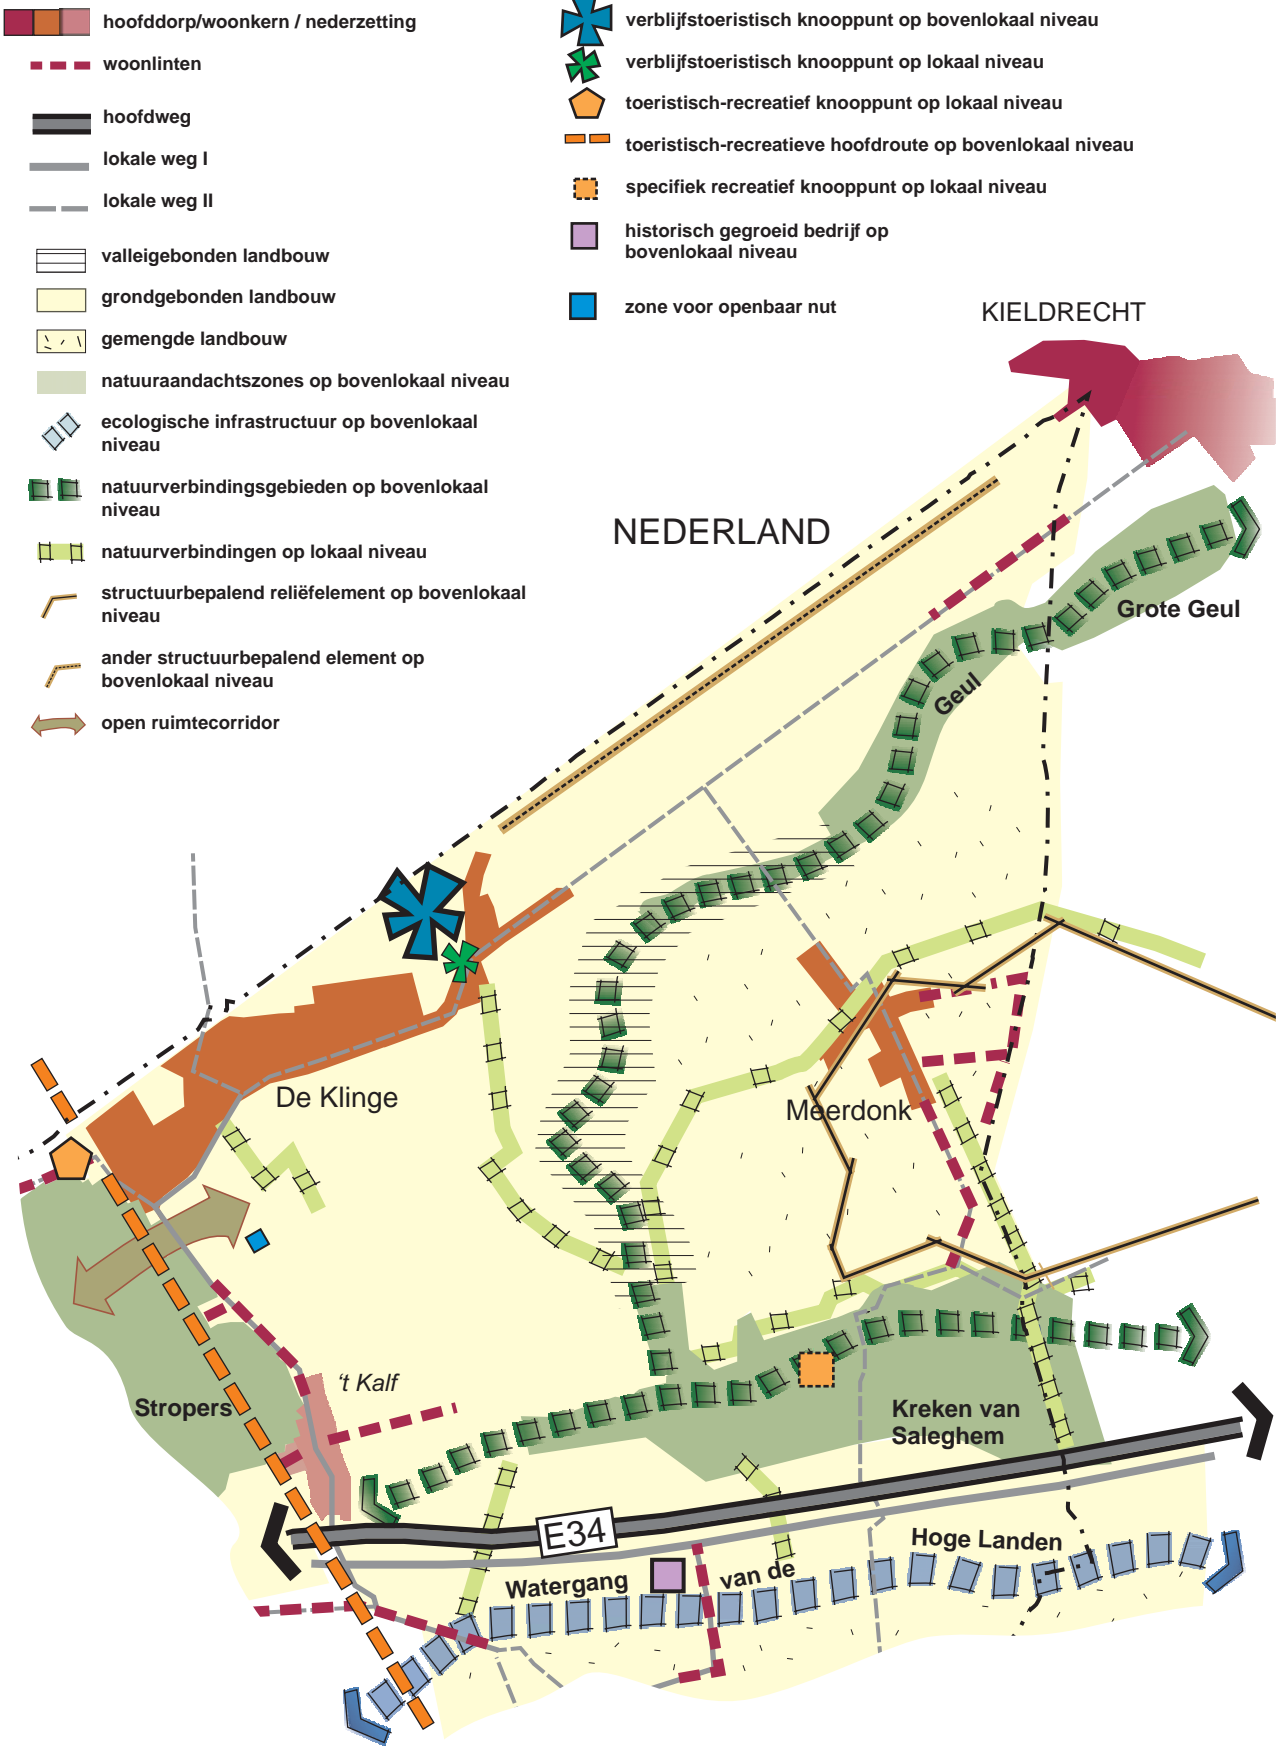 hoofddorp/woonkern / nederzetting
woonlinten
hoofdweg
lokale weg I
lokale weg II
valleigebonden landbouw
grondgebonden landbouw
gemengde landbouw
natuuraandachtszones op bovenlokaal niveau
ecologische infrastructuur op bovenlokaal
niveau
natuurverbindingsgebieden op bovenlokaal
niveau
natuurverbindingen op lokaal niveau
structuurbepalend reliëfelement op bovenlokaal
niveau
ander structuurbepalend element op
bovenlokaal niveau
open ruimtecorridor
verblijfstoeristisch knooppunt op bovenlokaal niveau
verblijfstoeristisch knooppunt op lokaal niveau
toeristisch-recreatief knooppunt op lokaal niveau
toeristisch-recreatieve hoofdroute op bovenlokaal niveau
specifiek recreatief knooppunt op lokaal niveau
historisch gegroeid bedrijf op
bovenlokaal niveau
zone voor openbaar nut
KIELDRECHT
NEDERLAND
Grote Geul
Geul
De Klinge
Meerdonk
't Kalf
Stropers
Kreken van
Saleghem
E34
Hoge Landen
Watergang
van de